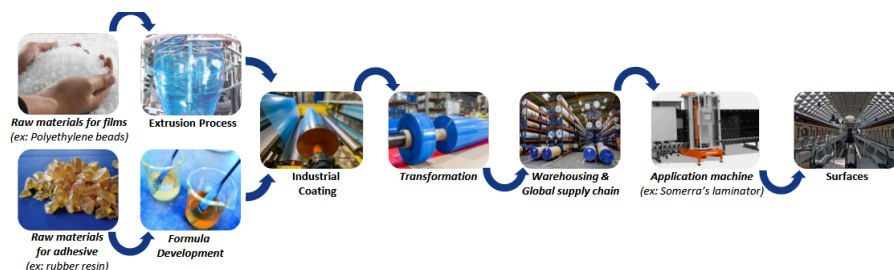 Raw materials for films
(ex: Polyethylene beads)
Extrusion Process
Raw materials
for adhesive
(ex: rubber resin)
Formula
Development
Industrial
Coating
Transformation
Warehousing &
Global supply chain
Application machine
(ex: Somerra's laminator)
Surfaces